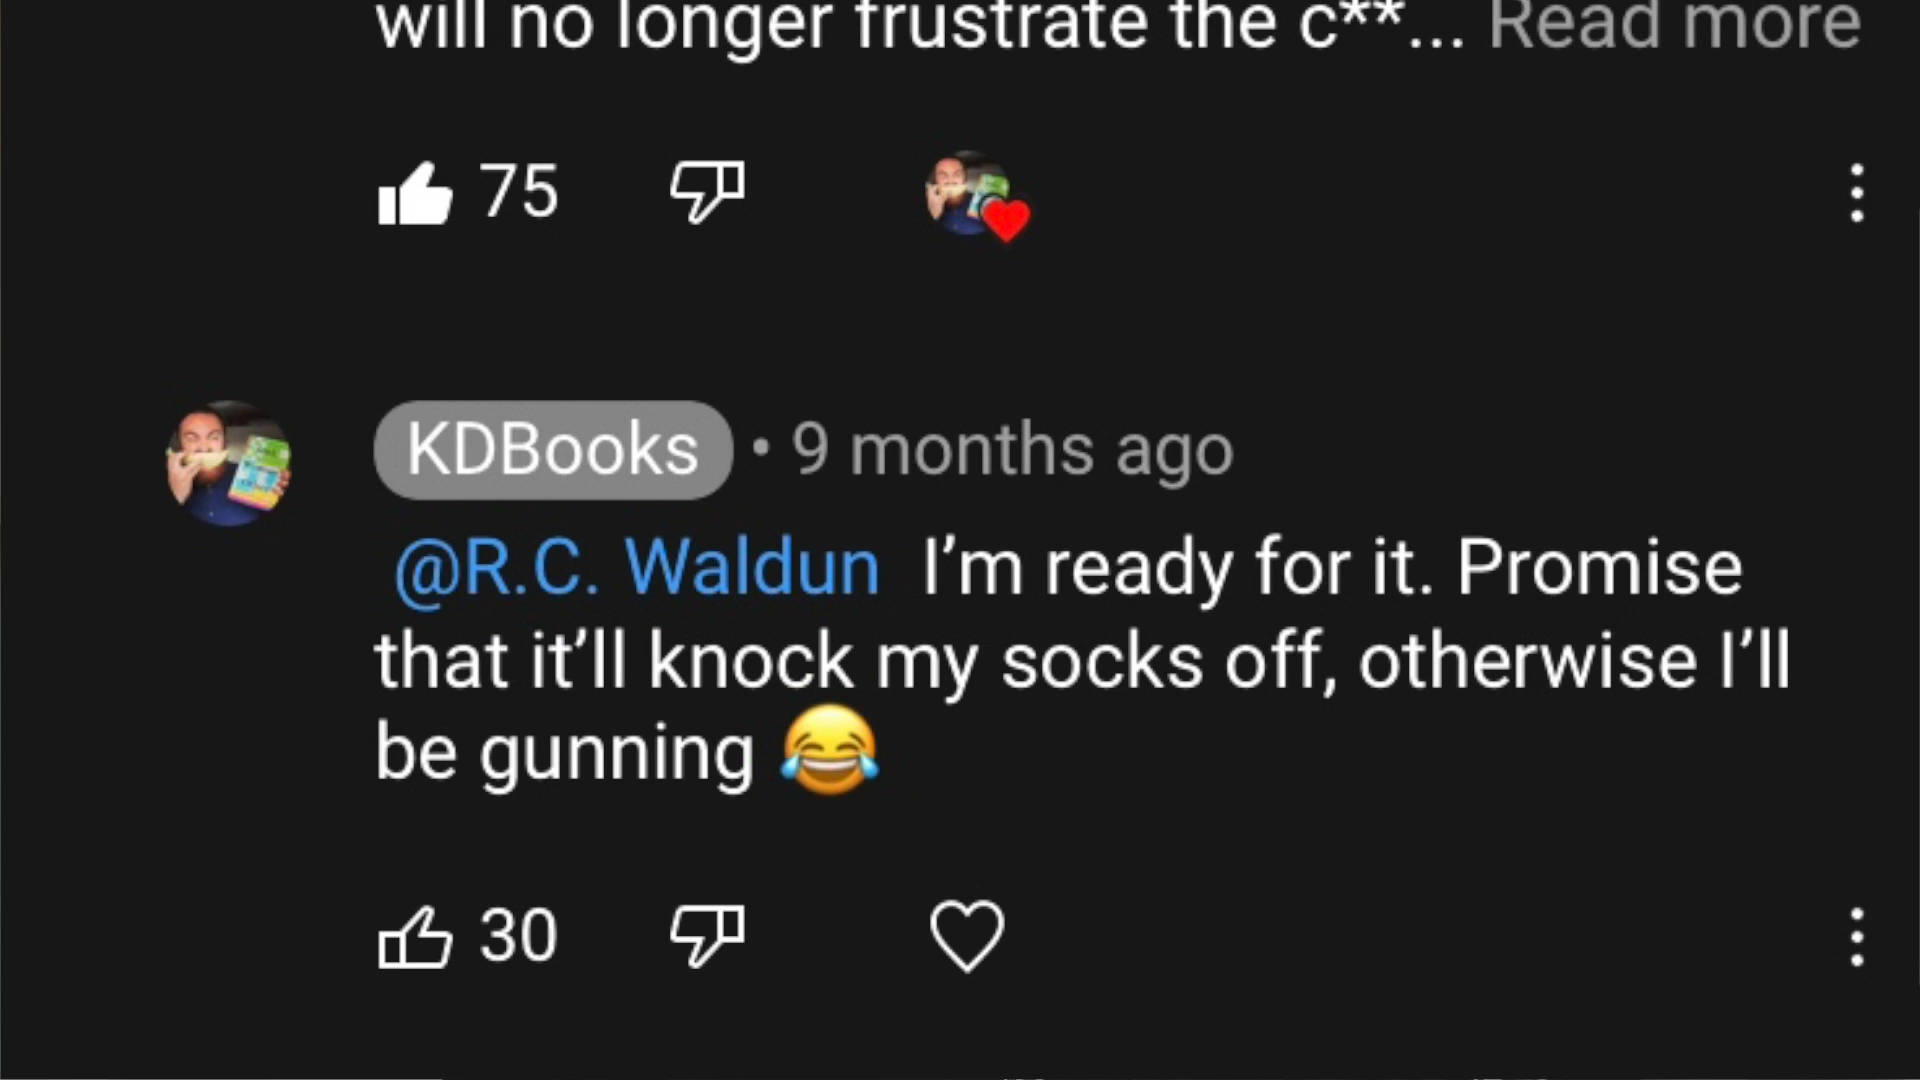 will no longer frustrate the c**... Read more
75
KDBooks • 9 months ago
@R.C. Waldun I’m ready for it. Promise
that it’ll knock my socks off, otherwise I’ll
be gunning 😂
30